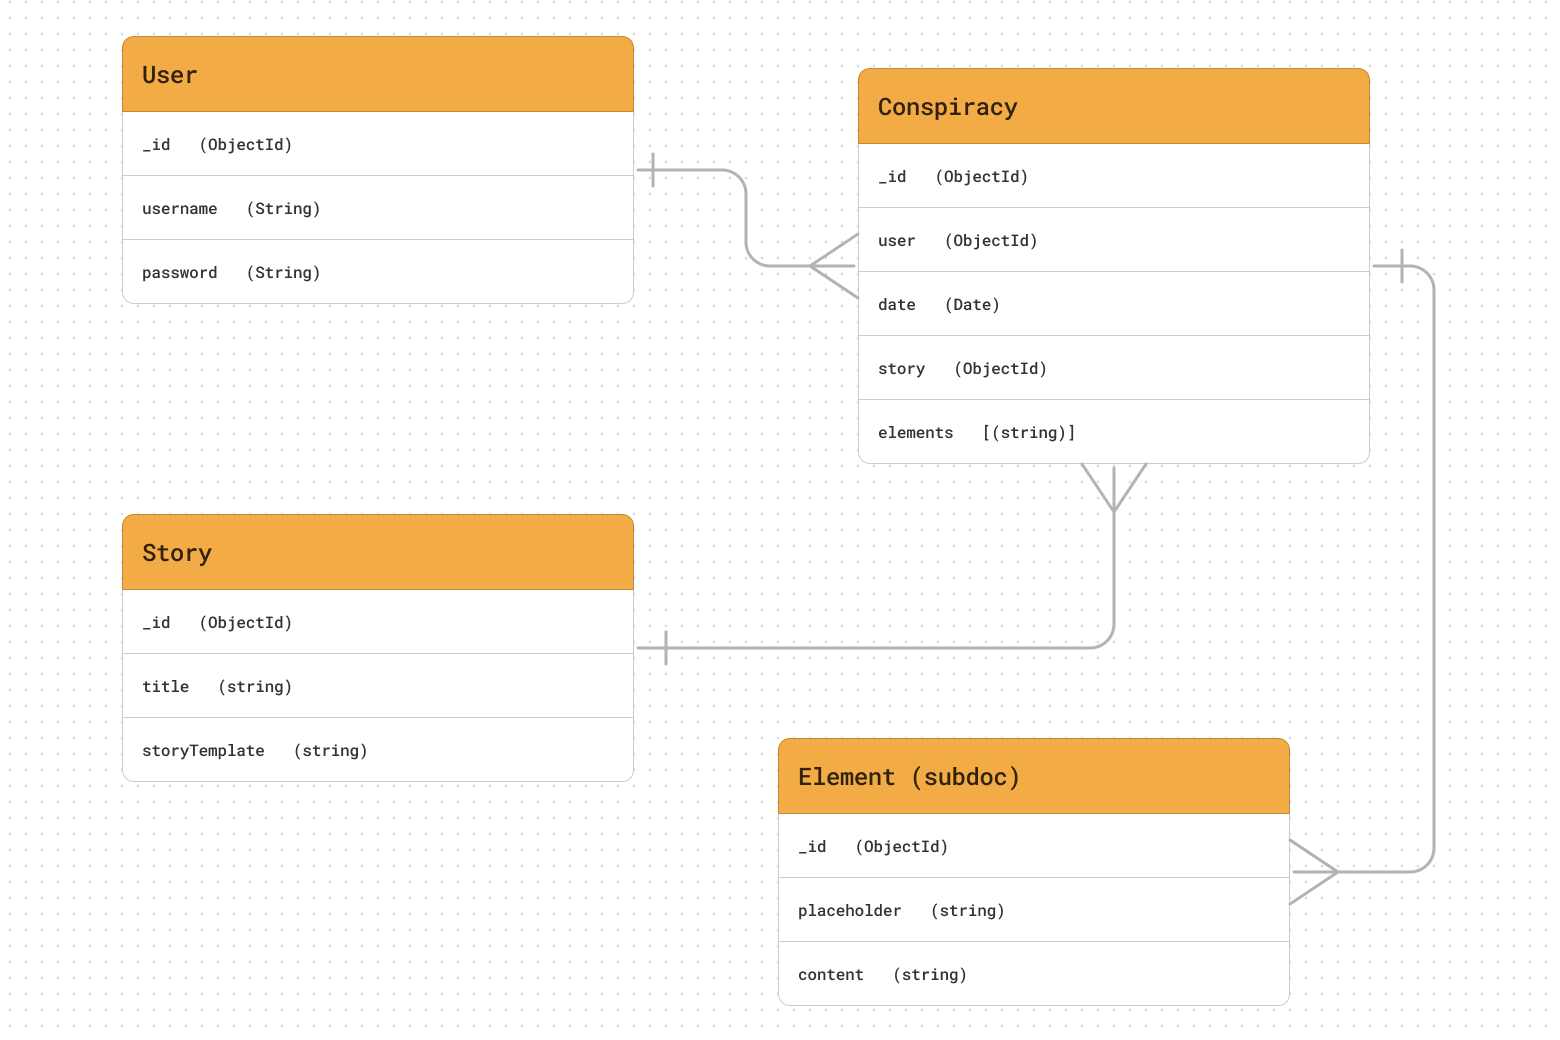 User
_id (ObjectId)
username (String)
password (String)
Conspiracy
_id (ObjectId)
user (ObjectId)
date (Date)
story (ObjectId)
elements [(string)]
Story
_id (ObjectId)
title (string)
storyTemplate (string)
Element (subdoc)
_id (ObjectId)
placeholder (string)
content (string)